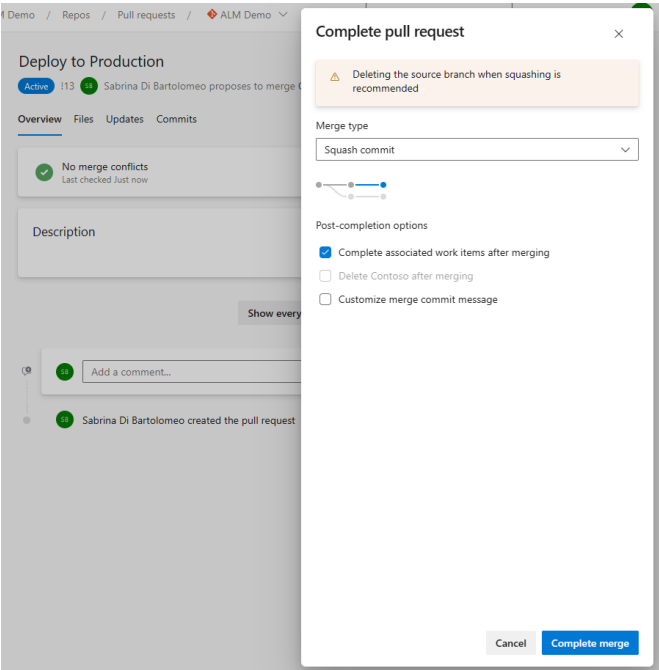 Demo / Repos / Pull requests / ALM Demo
Complete pull request
Deploy to Production
Active !13 SB Sabrina Di Bartolomeo proposes to merge
Overview Files Updates Commits
No merge conflicts
Last checked Just now
Description
Show every
SB Add a comment...
SB Sabrina Di Bartolomeo created the pull request
Deleting the source branch when squashing is
recommended
Merge type
Squash commit
Post-completion options
Complete associated work items after merging
Delete Contoso after merging
Customize merge commit message
Cancel Complete merge